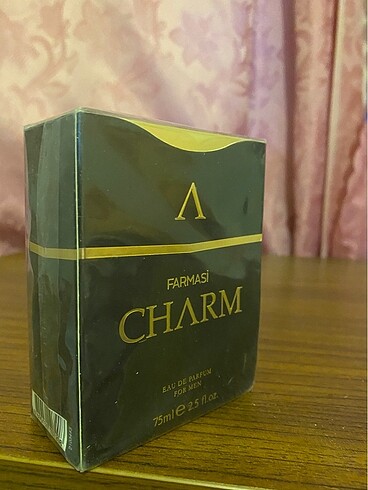 Λ
FARMASİ
CHΛRM
EAU DE PARFUM
FOR MEN
75ml ℮ 2.5 fl.oz.